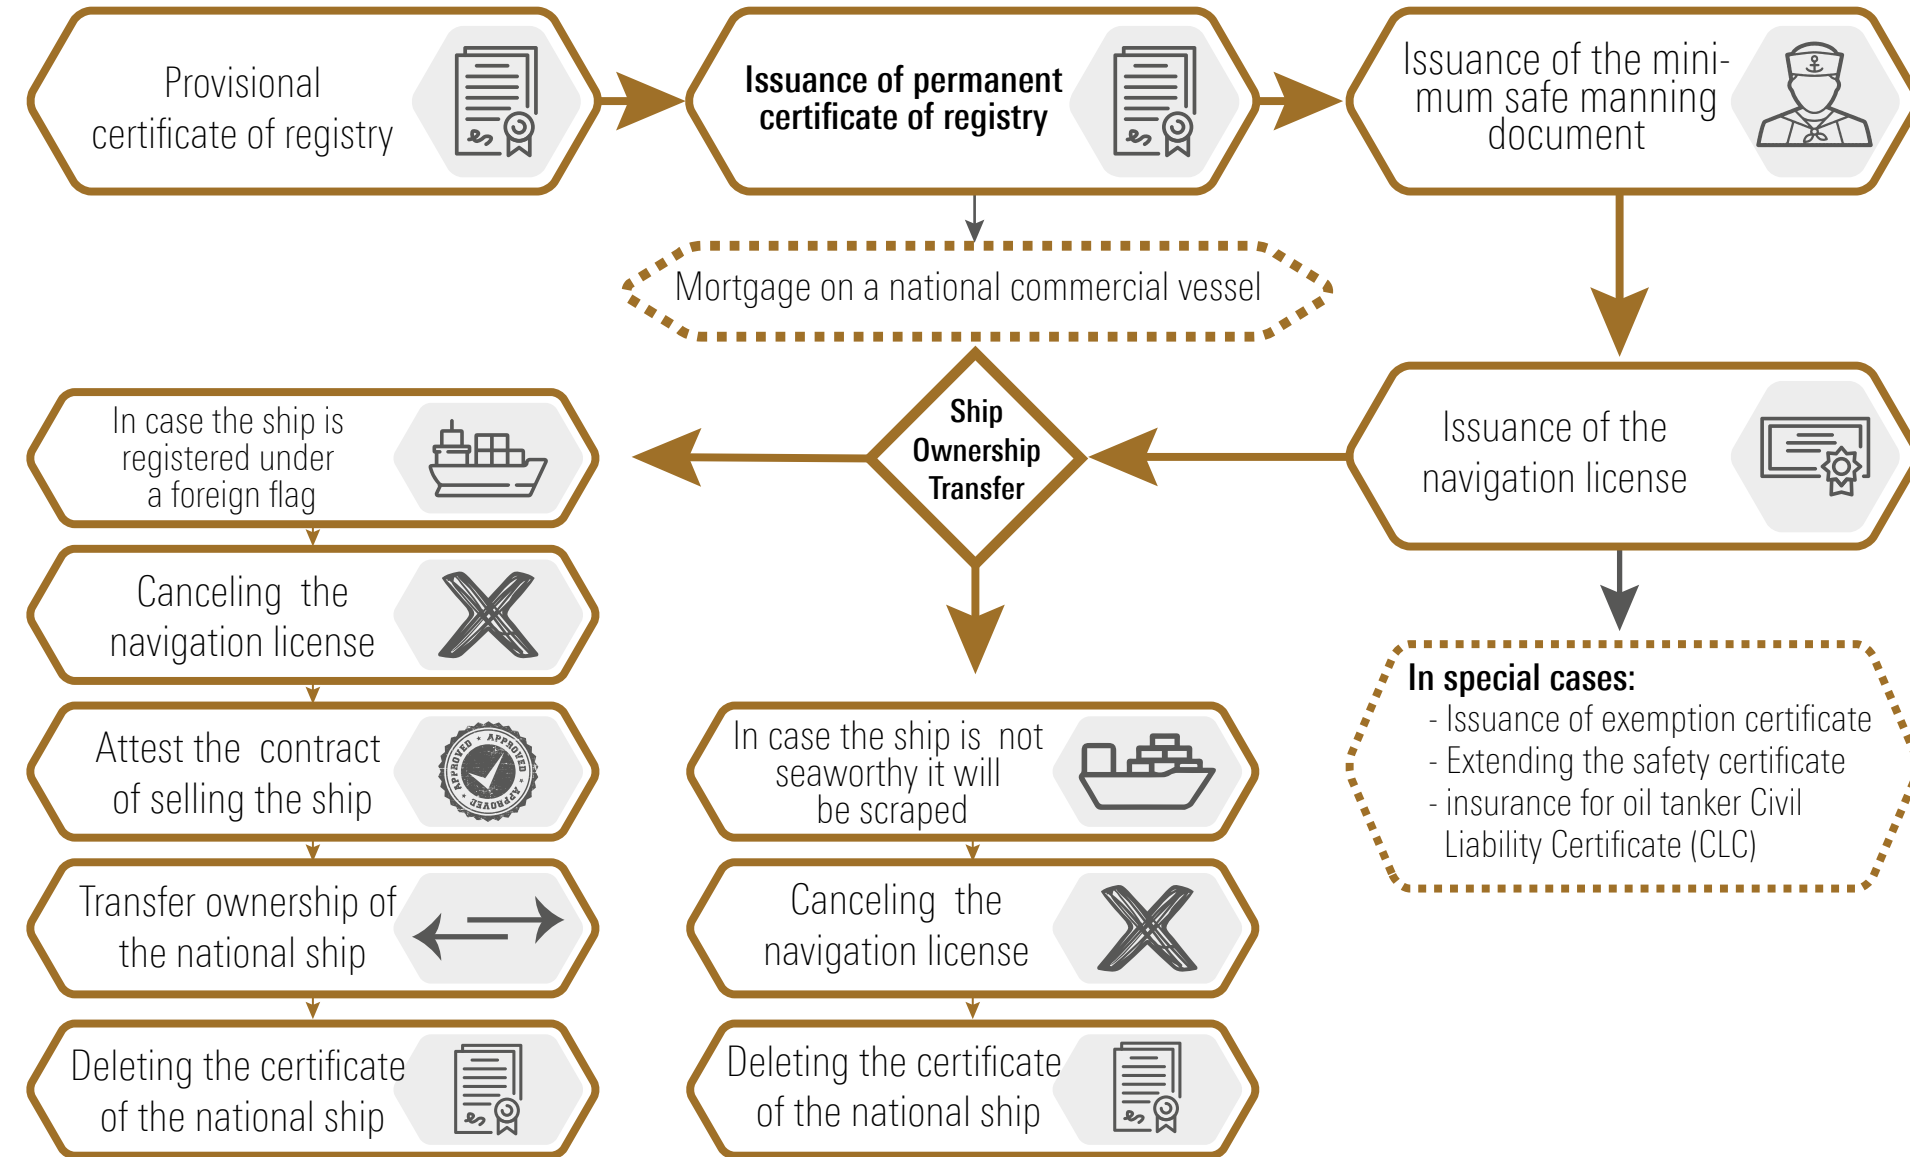 Provisional
certificate of registry
Issuance of permanent
certificate of registry
Issuance of the mini-
mum safe manning
document
Mortgage on a national commercial vessel
Issuance of the
navigation license
Ship
Ownership
Transfer
In special cases:
- Issuance of exemption certificate
- Extending the safety certificate
- insurance for oil tanker Civil
Liability Certificate (CLC)
In case the ship is
registered under
a foreign flag
Canceling the
navigation license
Attest the contract
of selling the ship
APPROVED * APPROVED * APPROVED
Transfer ownership of
the national ship
Deleting the certificate
of the national ship
In case the ship is not
seaworthy it will
be scraped
Canceling the
navigation license
Deleting the certificate
of the national ship